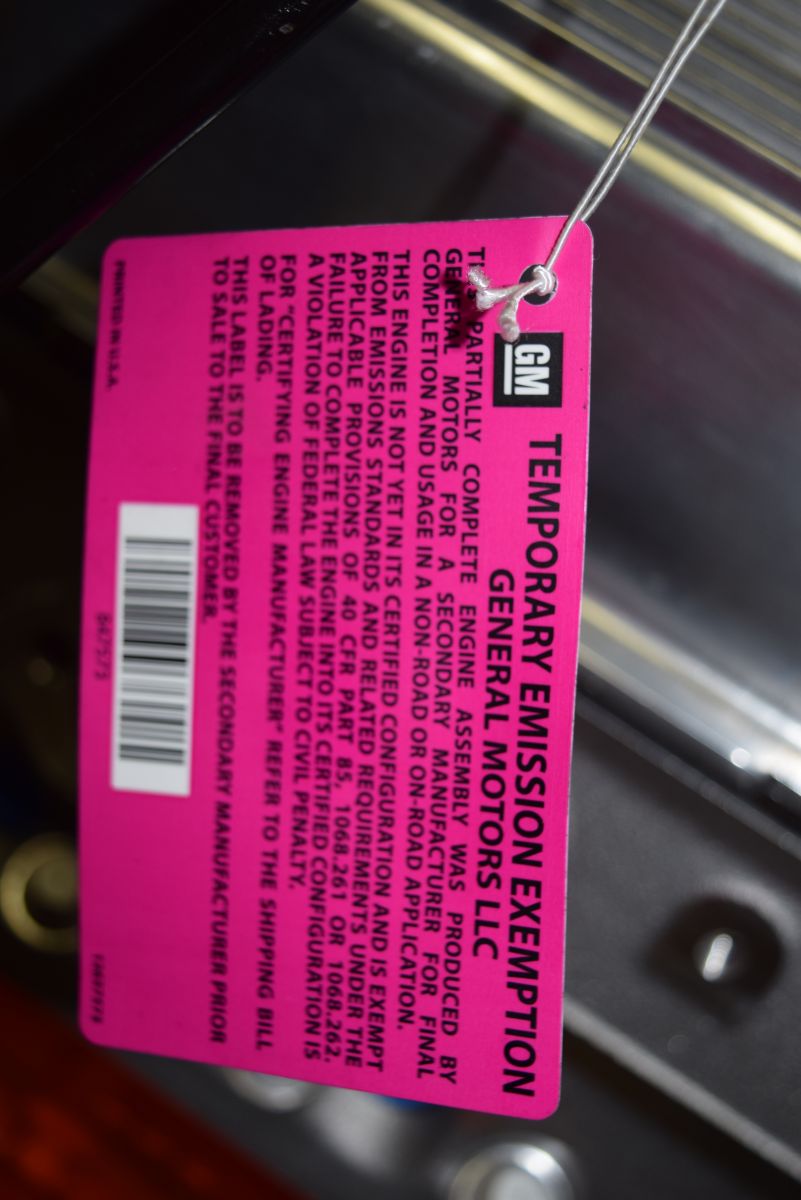 GM
TEMPORARY EMISSION EXEMPTION
GENERAL MOTORS LLC
PARTIALLY COMPLETE ENGINE ASSEMBLY WAS PRODUCED BY
GENERAL MOTORS FOR A SECONDARY MANUFACTURER FOR FINAL
COMPLETION AND USAGE IN A NON-ROAD OR ON-ROAD APPLICATION.
THIS ENGINE IS NOT YET IN ITS CERTIFIED CONFIGURATION AND IS EXEMPT
FROM EMISSIONS STANDARDS AND RELATED REQUIREMENTS UNDER THE
APPLICABLE PROVISIONS OF 40 CFR PART 85, 1068.261 OR 1068.262.
FAILURE TO COMPLETE THE ENGINE INTO ITS CERTIFIED CONFIGURATION IS
A VIOLATION OF FEDERAL LAW SUBJECT TO CIVIL PENALTY.
FOR "CERTIFYING ENGINE MANUFACTURER" REFER TO THE SHIPPING BILL
OF LADING.
THIS LABEL IS TO BE REMOVED BY THE SECONDARY MANUFACTURER PRIOR
TO SALE TO THE FINAL CUSTOMER.
PRINTED IN U.S.A.